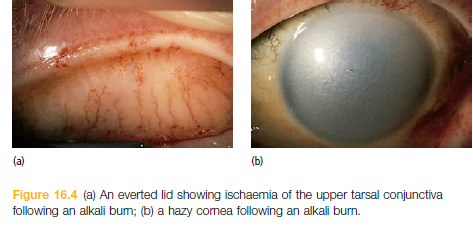 (a)
(b)
Figure 16.4 (a) An everted lid showing ischaemia of the upper tarsal conjunctiva
following an alkali burn; (b) a hazy cornea following an alkali burn.